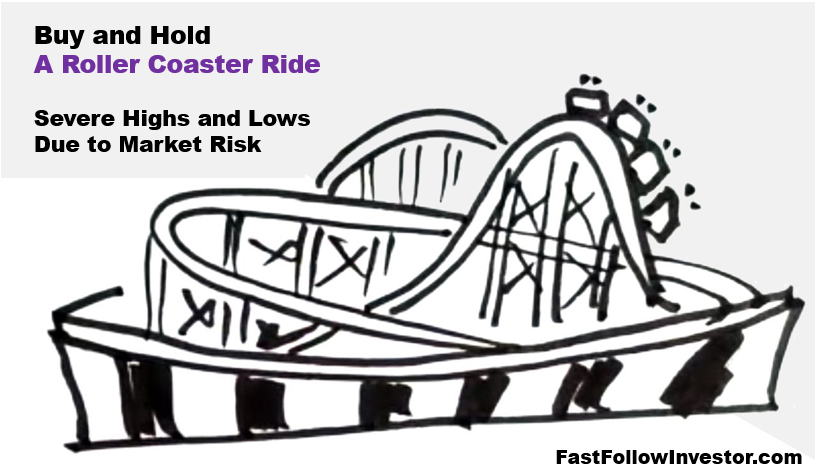 Buy and Hold
A Roller Coaster Ride
Severe Highs and Lows
Due to Market Risk
FastFollowInvestor.com